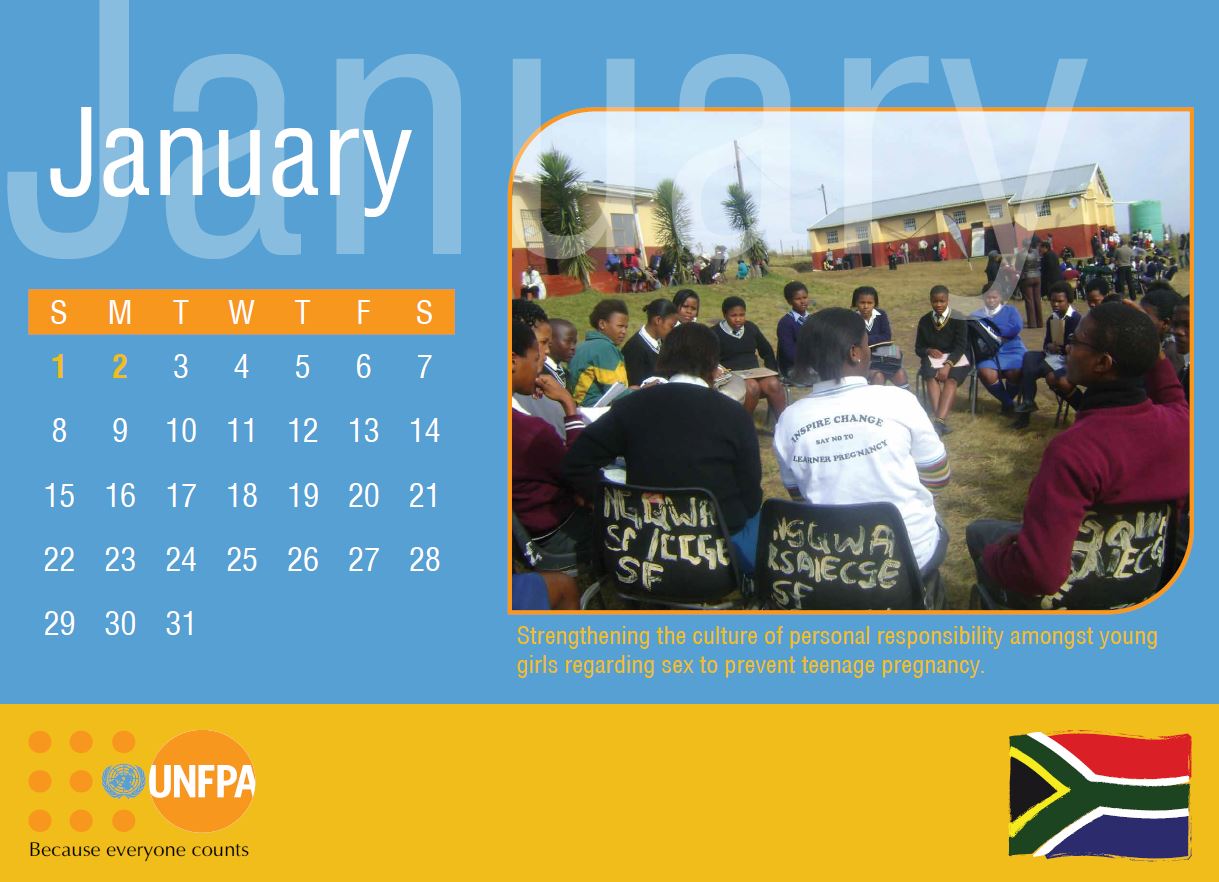 January
January
S M T W T F S
1 2 3 4 5 6 7
8 9 10 11 12 13 14
15 16 17 18 19 20 21
22 23 24 25 26 27 28
29 30 31
INSPIRE CHANGE
SAY NO TO
LEARNER PREGNANCY
Strengthening the culture of personal responsibility amongst young
girls regarding sex to prevent teenage pregnancy.
UNFPA
Because everyone counts